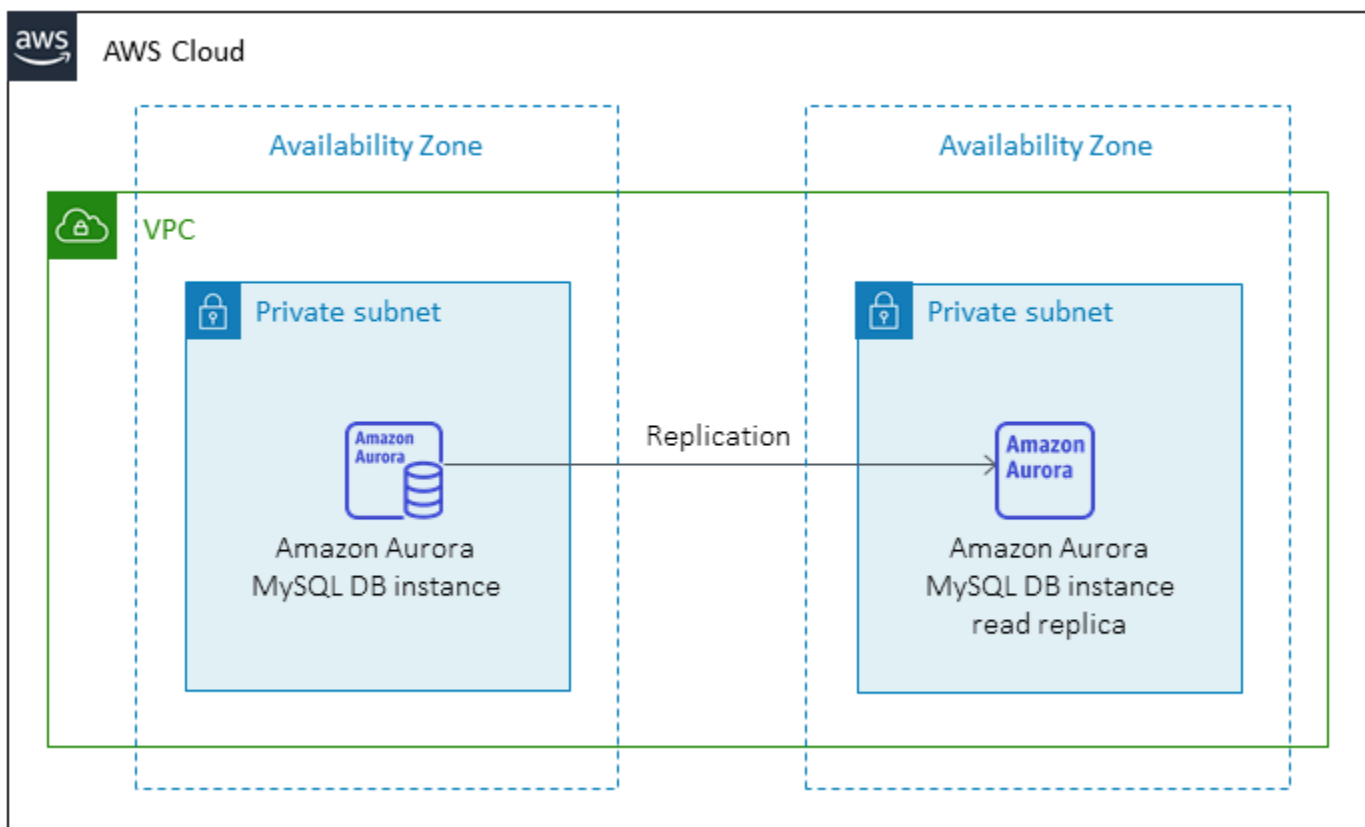 aws
AWS Cloud
Availability Zone
Availability Zone
VPC
Private subnet
Private subnet
Replication
Amazon
Aurora
Amazon
Aurora
Amazon Aurora
MySQL DB instance
Amazon Aurora
MySQL DB instance
read replica